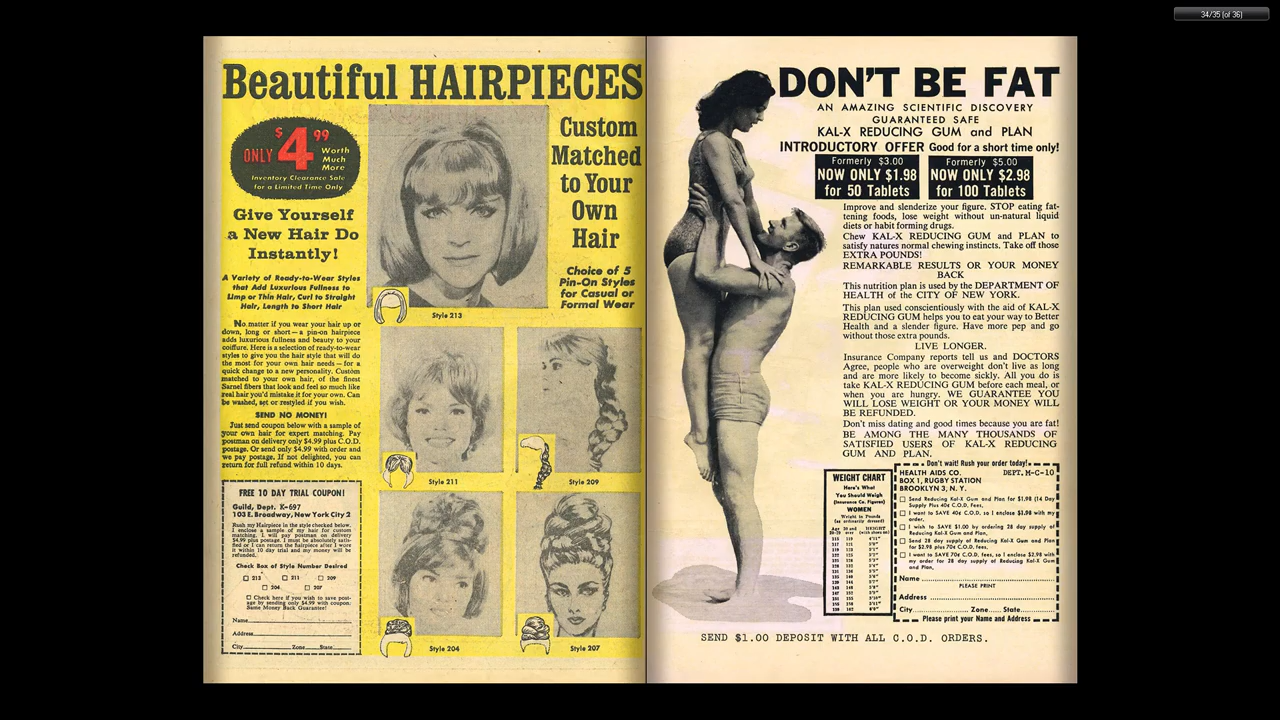 34/35 (of 36)
Beautiful HAIRPIECES
ONLY $4 99
Worth
Much
More
Inventory Clearance Sale
for a Limited Time Only
Custom
Matched
to Your
Own
Hair
Give Yourself
a New Hair Do
Instantly!
A Variety of Ready-to-Wear Styles
that Add Luxurious Fullness to
Limp or Thin Hair, Curl to Straight
Hair, Length to Short Hair
Choice of 5
Pin-On Styles
for Casual or
Formal Wear
Style 213
No matter if you wear your hair up or
down, long or short — a pin-on hairpiece
adds luxurious fullness and beauty to your
coiffure. Here is a selection of ready-to-wear
styles to give you the hair style that will do
the most for your own hair needs — for a
quick change to a new personality. Custom
matched to your own hair, of the finest
Sarnel fibers that look and feel so much like
real hair you'd mistake it for your own. Can
be washed, set or restyled if you wish.
SEND NO MONEY!
Just send coupon below with a sample of
your own hair for expert matching. Pay
postman on delivery only $4.99 plus C.O.D.
postage. Or send only $4.99 with order and
we pay postage. If not delighted, you can
return for full refund within 10 days.
Style 211
Style 209
FREE 10 DAY TRIAL COUPON!
Guild, Dept. K-697
103 E. Broadway, New York City 2
Rush my Hairpiece in the style checked below.
I enclose a sample of my hair for custom
matching. I will pay postman on delivery
$4.99 plus postage. I must be absolutely satis-
fied or I can return the hairpiece after I wore
it within 10 day trial and my money will be
refunded.
Check Box of Style Number Desired
213 211 209
204 207
Check here if you wish to save post-
age by sending only $4.99 with coupon.
Same Money Back Guarantee!
Name
Address
City Zone State
Style 204
Style 207
DON'T BE FAT
AN AMAZING SCIENTIFIC DISCOVERY
GUARANTEED SAFE
KAL-X REDUCING GUM and PLAN
INTRODUCTORY OFFER Good for a short time only!
Formerly $3.00
NOW ONLY $1.98
for 50 Tablets
Formerly $5.00
NOW ONLY $2.98
for 100 Tablets
Improve and slenderize your figure. STOP eating fat-
tening foods, lose weight without un-natural liquid
diets or habit forming drugs.
Chew KAL-X REDUCING GUM and PLAN to
satisfy natures normal chewing instincts. Take off those
EXTRA POUNDS!
REMARKABLE RESULTS OR YOUR MONEY
BACK
This nutrition plan is used by the DEPARTMENT OF
HEALTH of the CITY OF NEW YORK.
This plan used conscientiously with the aid of KAL-X
REDUCING GUM helps you to eat your way to Better
Health and a slender figure. Have more pep and go
without those extra pounds.
LIVE LONGER.
Insurance Company reports tell us and DOCTORS
Agree, people who are overweight don't live as long
and are more likely to become sickly. All you do is
take KAL-X REDUCING GUM before each meal, or
when you are hungry. WE GUARANTEE YOU
WILL LOSE WEIGHT OR YOUR MONEY WILL
BE REFUNDED.
Don't miss dating and good times because you are fat!
BE AMONG THE MANY THOUSANDS OF
SATISFIED USERS OF KAL-X REDUCING
GUM AND PLAN.
WEIGHT CHART
Here's What
You Should Weigh
(Insurance Co. Figures)
WOMEN
Weight in Pounds
(as ordinarily dressed)
Don't wait! Rush your order today!
HEALTH AIDS CO. DEPT. M-C-10
BOX 1, RUGBY STATION
BROOKLYN 3, N. Y.
Send Reducing Kal-X Gum and Plan for $1.98 (14 Day
Supply Plus 40¢ C.O.D. Fees,
I want to SAVE 40¢ C.O.D. so I enclose $1.98 with my
order,
I wish to SAVE $1.00 by ordering 28 day supply of
Reducing Kal-X Gum and Plan,
Send 28 day supply of Reducing Kal-X Gum and Plan
for $2.98 plus 70¢ C.O.D. fees,
I want to SAVE 70¢ C.O.D. fees, so I enclose $2.98 with
my order for 28 day supply of Reducing Kal-X Gum
and Plan,
Name
PLEASE PRINT
Address
City Zone State
Please print your Name and Address
SEND $1.00 DEPOSIT WITH ALL C.O.D. ORDERS.